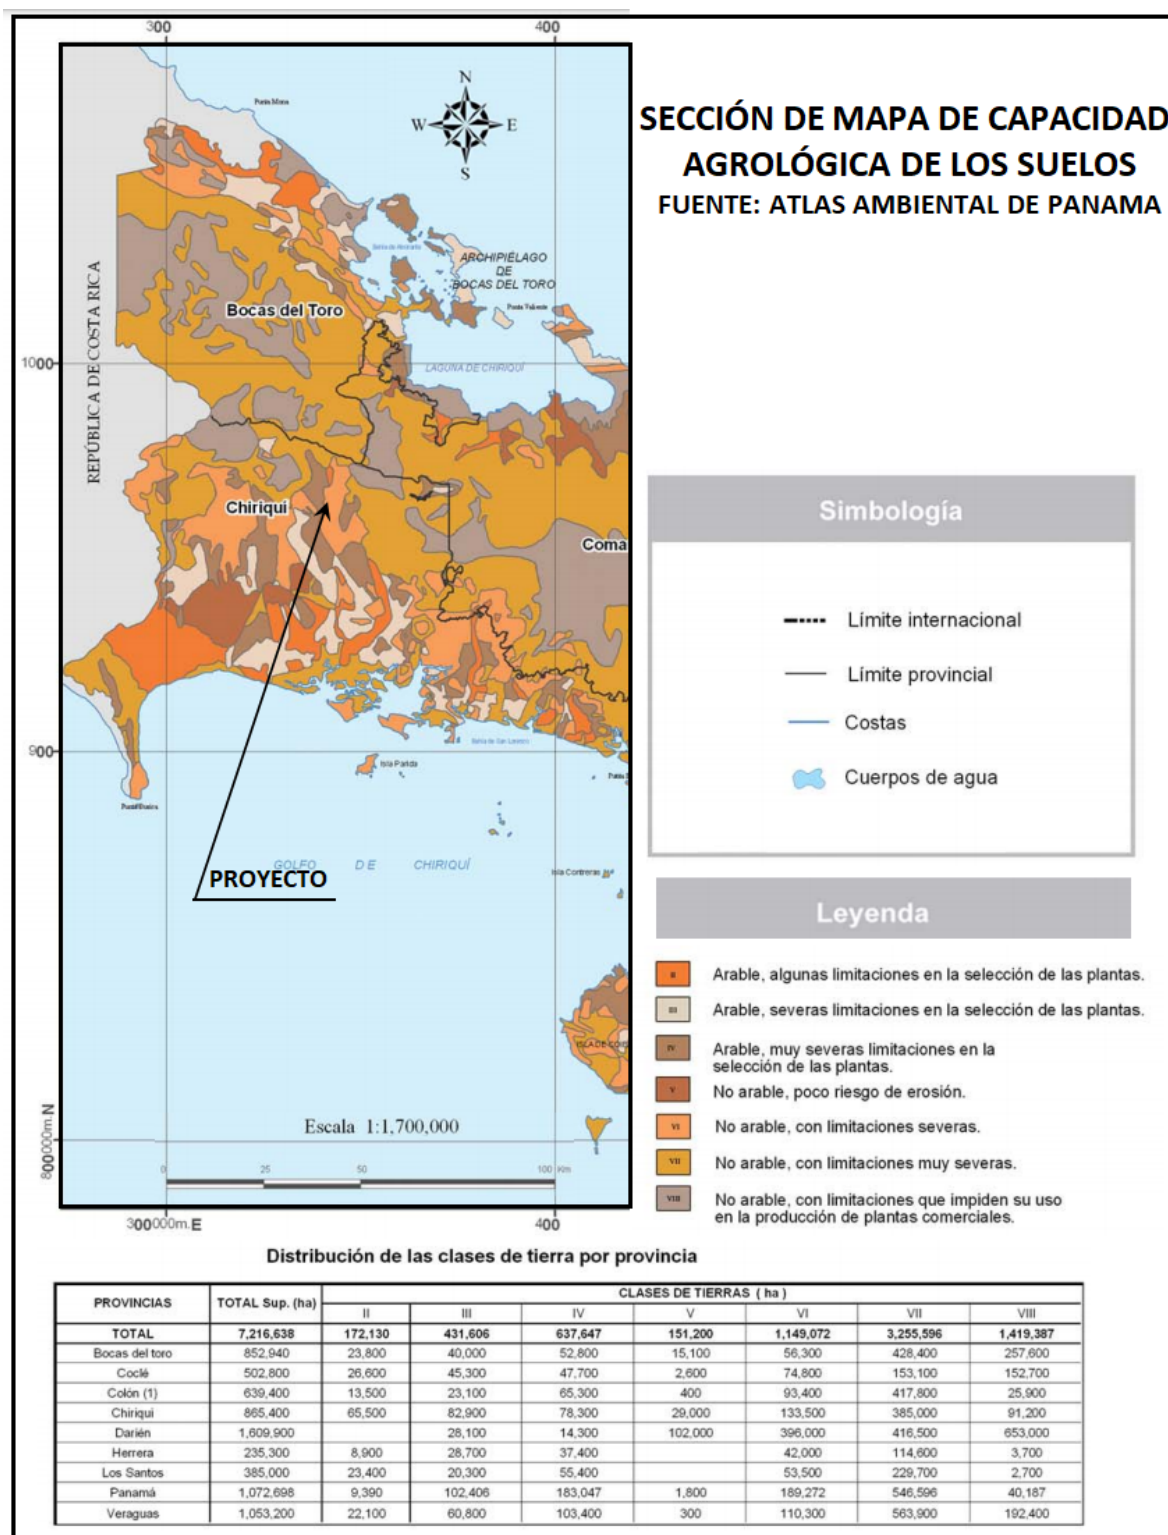 300
400
SECCIÓN DE MAPA DE CAPACIDAD
AGROLÓGICA DE LOS SUELOS
FUENTE: ATLAS AMBIENTAL DE PANAMA
N
W E
S
Punta Mona
REPÚBLICA DE COSTA RICA
ARCHIPIÉLAGO
DE
BOCAS DEL TORO
Bocas del Toro
Punta Valiente
1000
LAGUNA DE CHIRIQUÍ
Chiriquí
Coma
900
Isla Parida
GOLFO DE CHIRIQUÍ
PROYECTO
Isla Contreras
800000m.N
Escala 1:1,700,000
0 25 50 100 Km
300000m.E
400
Simbología
Límite internacional
Límite provincial
Costas
Cuerpos de agua
Leyenda
II Arable, algunas limitaciones en la selección de las plantas.
III Arable, severas limitaciones en la selección de las plantas.
IV Arable, muy severas limitaciones en la
selección de las plantas.
V No arable, poco riesgo de erosión.
VI No arable, con limitaciones severas.
VII No arable, con limitaciones muy severas.
VIII No arable, con limitaciones que impiden su uso
en la producción de plantas comerciales.
Distribución de las clases de tierra por provincia
PROVINCIAS TOTAL Sup. (ha) CLASES DE TIERRAS ( ha )
II III IV V VI VII VIII
TOTAL 7,216,638 172,130 431,606 637,647 151,200 1,149,072 3,255,596 1,419,387
Bocas del toro 852,940 23,800 40,000 52,800 15,100 56,300 428,400 257,600
Coclé 502,800 26,600 45,300 47,700 2,600 74,800 153,100 152,700
Colón (1) 639,400 13,500 23,100 65,300 400 93,400 417,800 25,900
Chiriqui 865,400 65,500 82,900 78,300 29,000 133,500 385,000 91,200
Darién 1,609,900 28,100 14,300 102,000 396,000 416,500 653,000
Herrera 235,300 8,900 28,700 37,400 42,000 114,600 3,700
Los Santos 385,000 23,400 20,300 55,400 53,500 229,700 2,700
Panamá 1,072,698 9,390 102,406 183,047 1,800 189,272 546,596 40,187
Veraguas 1,053,200 22,100 60,800 103,400 300 110,300 563,900 192,400